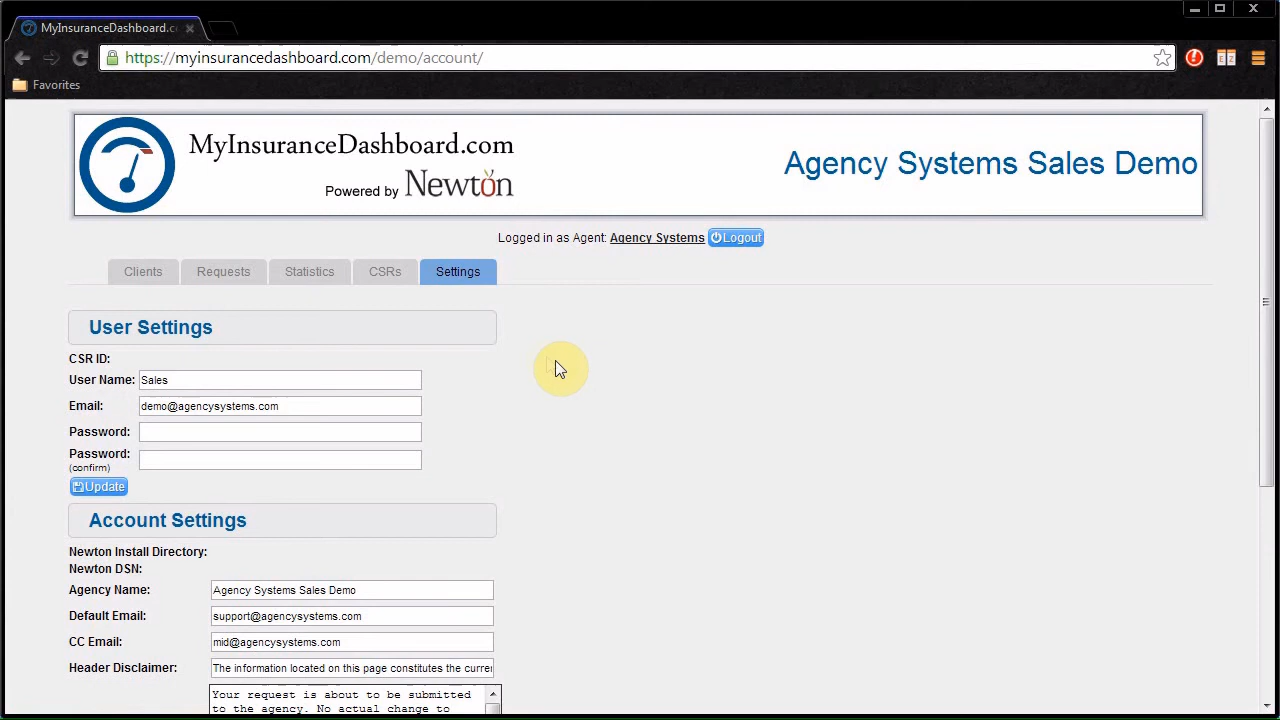 MyInsuranceDashboard.c
https://myinsurancedashboard.com/demo/account/
Favorites
MyInsuranceDashboard.com
Powered by Newton
Agency Systems Sales Demo
Logged in as Agent: Agency Systems Logout
Clients Requests Statistics CSRs Settings
User Settings
CSR ID:
User Name: Sales
Email: demo@agencysystems.com
Password:
Password:
(confirm)
Update
Account Settings
Newton Install Directory:
Newton DSN:
Agency Name: Agency Systems Sales Demo
Default Email: support@agencysystems.com
CC Email: mid@agencysystems.com
Header Disclaimer: The information located on this page constitutes the currer
Your request is about to be submitted
to the agency. No actual change to